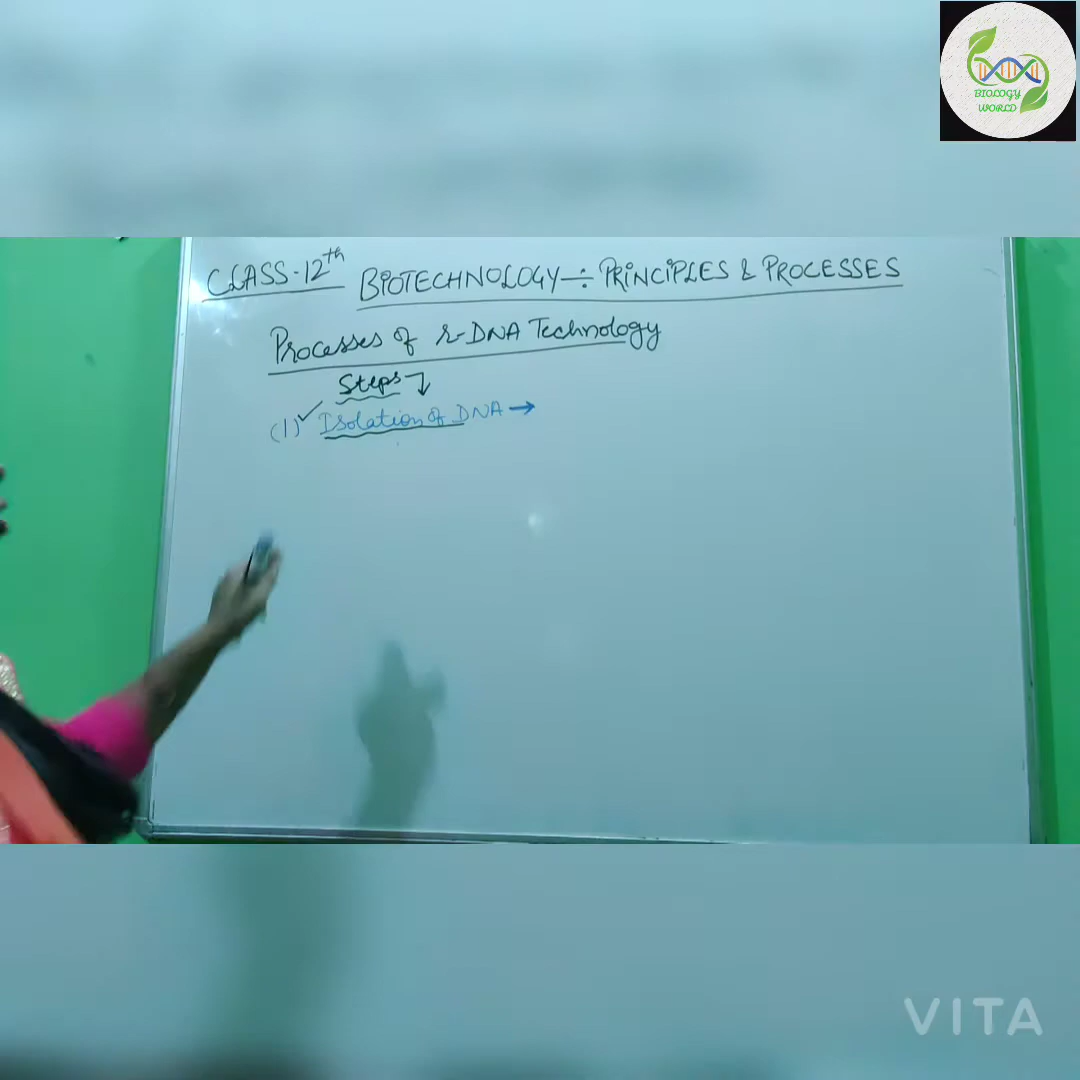 BIOLOGY
WORLD
CLASS-12th BIOTECHNOLOGY-:- PRINCIPLES & PROCESSES
Processes of r-DNA Technology
Steps
(1) ✓ Isolation of DNA →
VITA